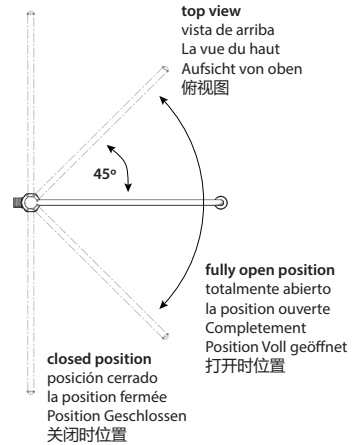 top view
vista de arriba
La vue du haut
Aufsicht von oben
俯视图
45º
fully open position
totalmente abierto
la position ouverte
Completement
Position Voll geöffnet
打开时位置
closed position
posición cerrado
la position fermée
Position Geschlossen
关闭时位置